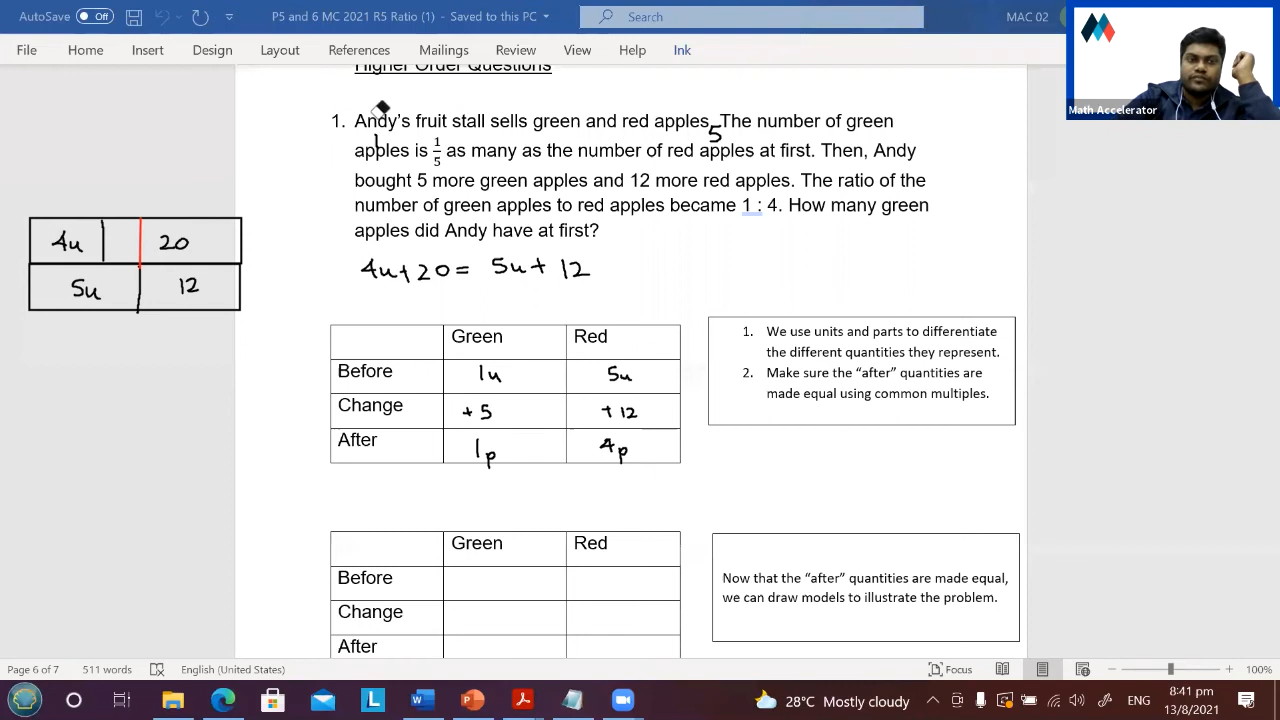 AutoSave Off P5 and 6 MC 2021 R5 Ratio (1) - Saved to this PC Search MAC 02
File Home Insert Design Layout References Mailings Review View Help Ink
Higher Order Questions
1. Andy's fruit stall sells green and red apples. The number of green
apples is 1/5 as many as the number of red apples at first. Then, Andy
bought 5 more green apples and 12 more red apples. The ratio of the
number of green apples to red apples became 1 : 4. How many green
apples did Andy have at first?
1 5
4u + 20 = 5u + 12
4u 20
5u 12
Green Red
Before 1u 5u
Change + 5 + 12
After 1p 4p
1. We use units and parts to differentiate
the different quantities they represent.
2. Make sure the "after" quantities are
made equal using common multiples.
Green Red
Before
Change
After
Now that the "after" quantities are made equal,
we can draw models to illustrate the problem.
Math Accelerator
Page 6 of 7 511 words English (United States) Focus 100%
28°C Mostly cloudy ENG 8:41 pm
13/8/2021